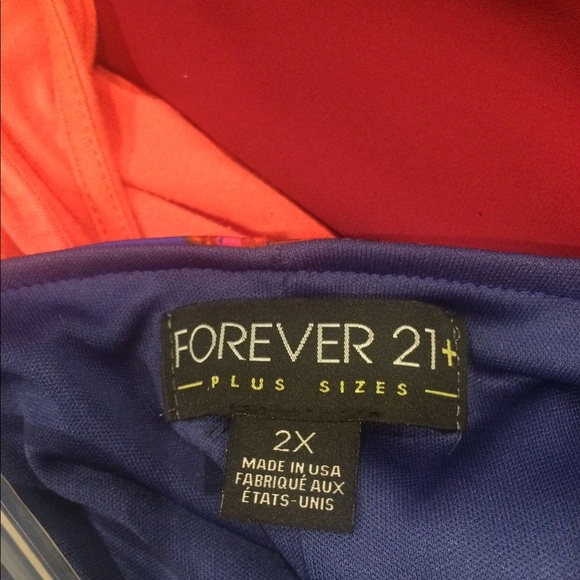 FOREVER 21+
PLUS SIZES
2X
MADE IN USA
FABRIQUÉ AUX
ÉTATS-UNIS